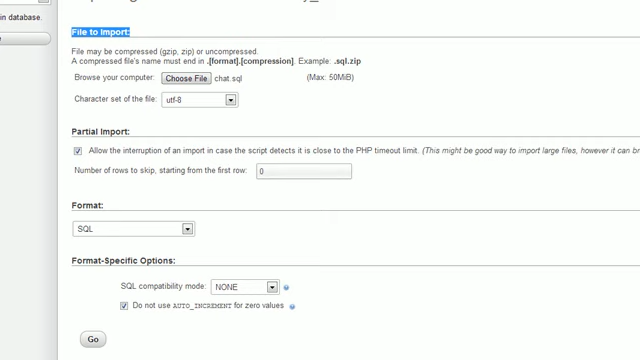 in database.
File to Import:
File may be compressed (gzip, zip) or uncompressed.
A compressed file's name must end in .[format].[compression]. Example: .sql.zip
Browse your computer: Choose File chat.sql (Max: 50MiB)
Character set of the file: utf-8
Partial Import:
Allow the interruption of an import in case the script detects it is close to the PHP timeout limit. (This might be good way to import large files, however it can br
Number of rows to skip, starting from the first row: 0
Format:
SQL
Format-Specific Options:
SQL compatibility mode: NONE
Do not use AUTO_INCREMENT for zero values
Go